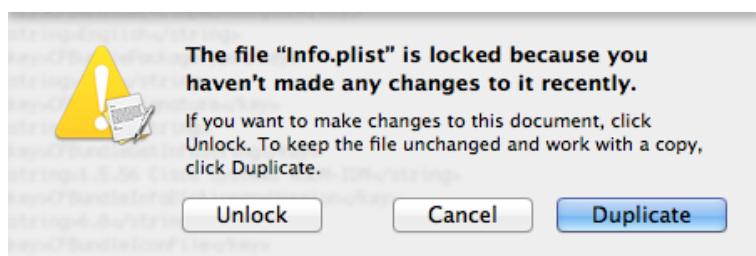 The file “Info.plist” is locked because you
haven't made any changes to it recently.
If you want to make changes to this document, click
Unlock. To keep the file unchanged and work with a copy,
click Duplicate.
Unlock Cancel Duplicate